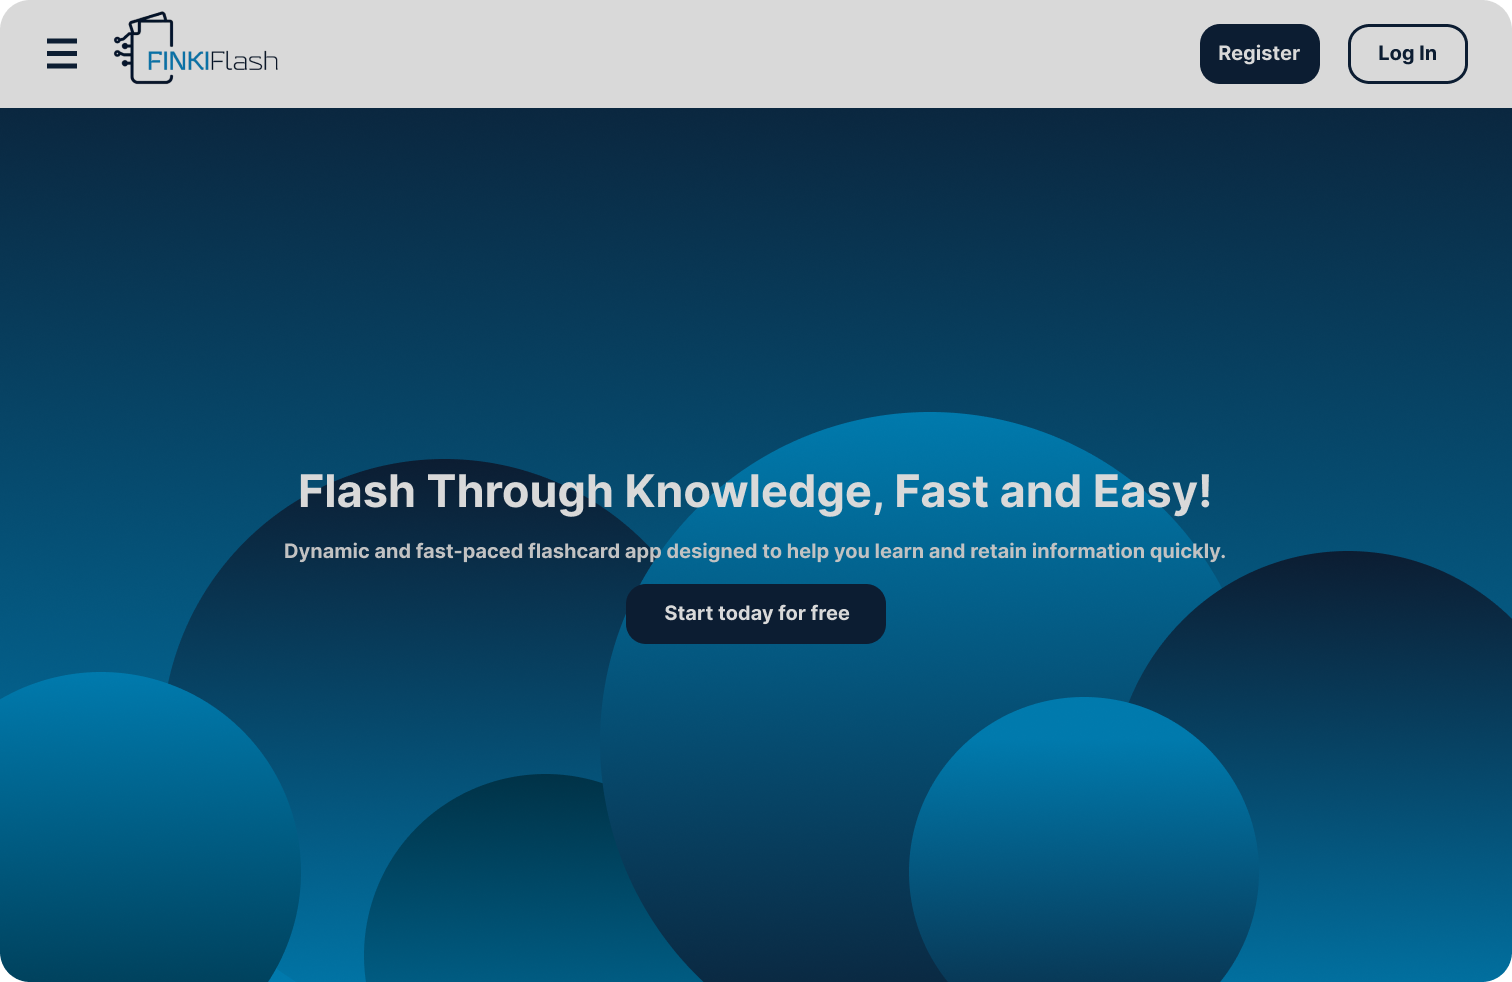 FINKIFlash
Register
Log In
Flash Through Knowledge, Fast and Easy!
Dynamic and fast-paced flashcard app designed to help you learn and retain information quickly.
Start today for free